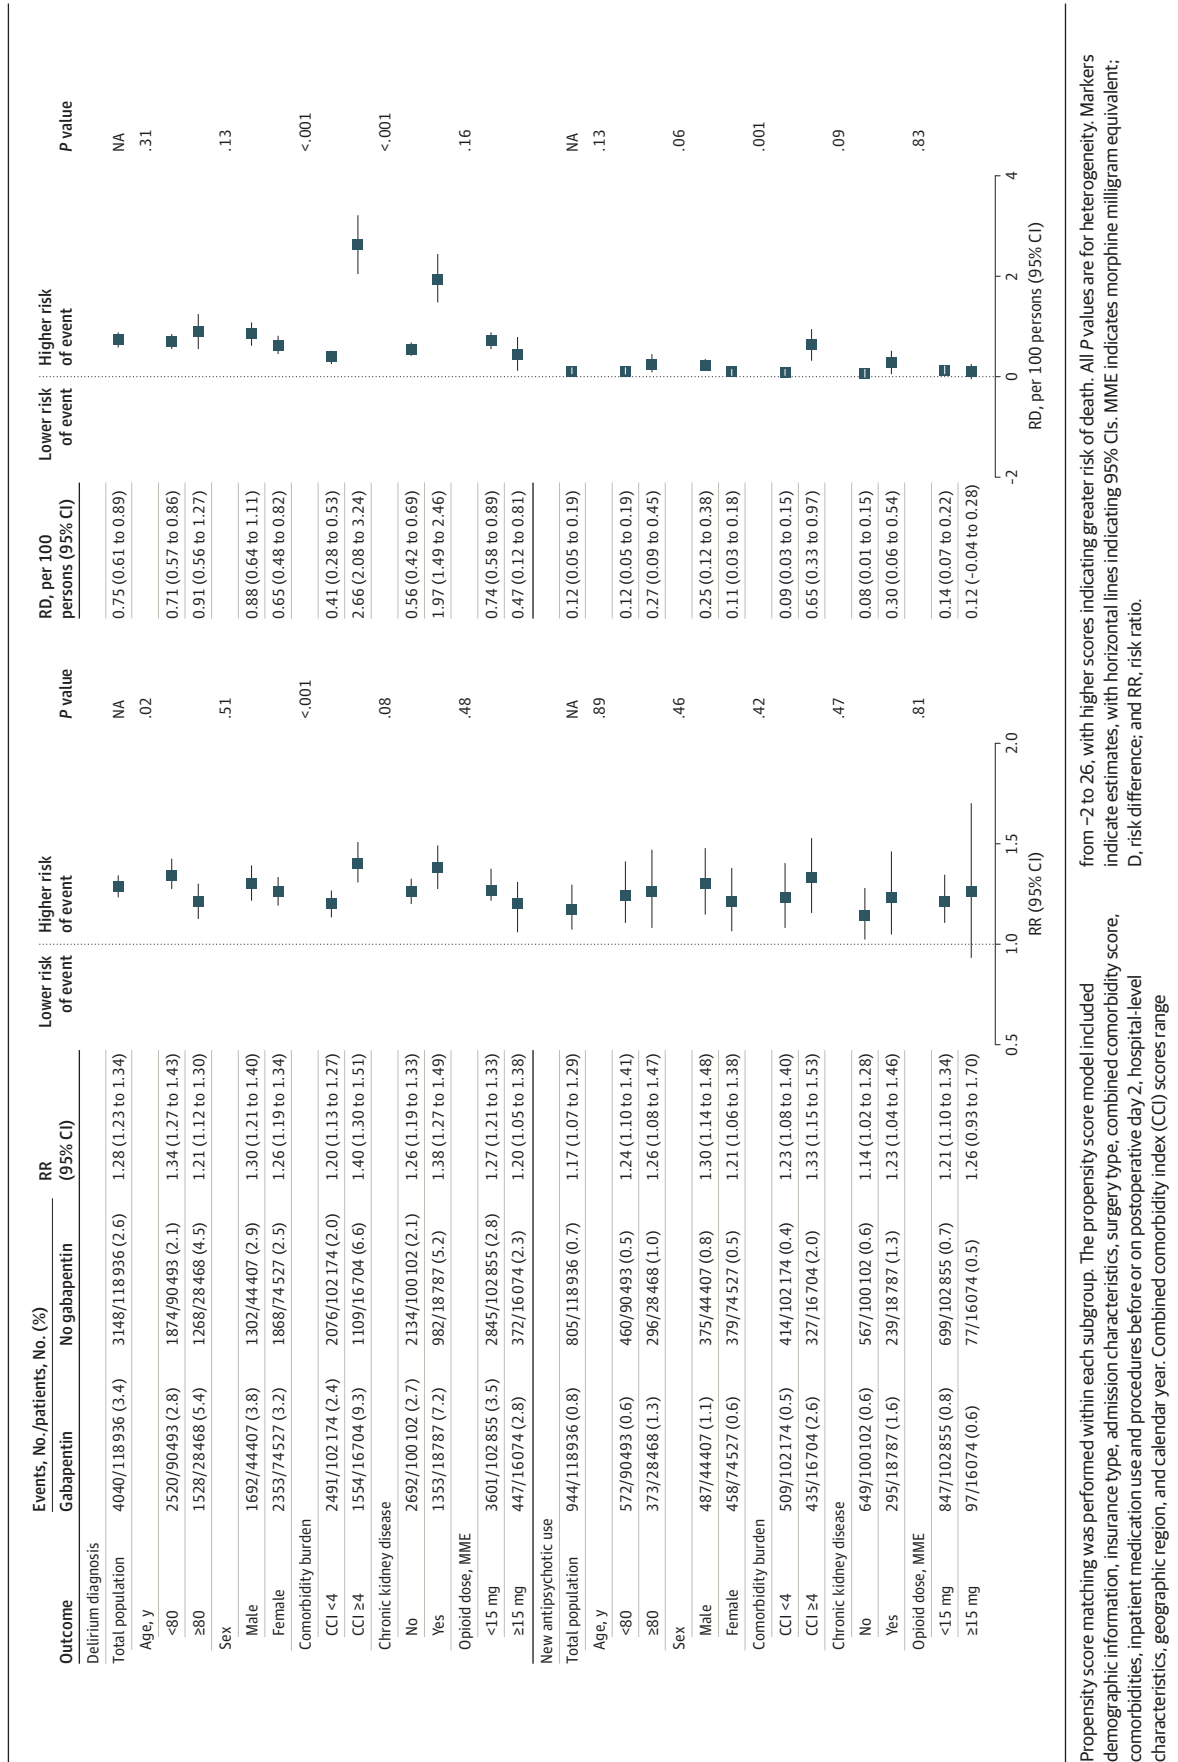 Outcome Events, No./patients, No. (%) RR (95% CI) Lower risk of event Higher risk of event P value RD, per 100 persons (95% CI) Lower risk of event Higher risk of event P value
Gabapentin No gabapentin
Delirium diagnosis
Total population 4040/118 936 (3.4) 3148/118 936 (2.6) 1.28 (1.23 to 1.34) NA 0.75 (0.61 to 0.89) NA
Age, y .02 .31
<80 2520/90 493 (2.8) 1874/90 493 (2.1) 1.34 (1.27 to 1.43) 0.71 (0.57 to 0.86)
≥80 1528/28 468 (5.4) 1268/28 468 (4.5) 1.21 (1.12 to 1.30) 0.91 (0.56 to 1.27)
Sex .51 .13
Male 1692/44 407 (3.8) 1302/44 407 (2.9) 1.30 (1.21 to 1.40) 0.88 (0.64 to 1.11)
Female 2353/74 527 (3.2) 1868/74 527 (2.5) 1.26 (1.19 to 1.34) 0.65 (0.48 to 0.82)
Comorbidity burden <.001 <.001
CCI <4 2491/102 174 (2.4) 2076/102 174 (2.0) 1.20 (1.13 to 1.27) 0.41 (0.28 to 0.53)
CCI ≥4 1554/16 704 (9.3) 1109/16 704 (6.6) 1.40 (1.30 to 1.51) 2.66 (2.08 to 3.24)
Chronic kidney disease .08 <.001
No 2692/100 102 (2.7) 2134/100 102 (2.1) 1.26 (1.19 to 1.33) 0.56 (0.42 to 0.69)
Yes 1353/18 787 (7.2) 982/18 787 (5.2) 1.38 (1.27 to 1.49) 1.97 (1.49 to 2.46)
Opioid dose, MME .48 .16
<15 mg 3601/102 855 (3.5) 2845/102 855 (2.8) 1.27 (1.21 to 1.33) 0.74 (0.58 to 0.89)
≥15 mg 447/16 074 (2.8) 372/16 074 (2.3) 1.20 (1.05 to 1.38) 0.47 (0.12 to 0.81)
New antipsychotic use
Total population 944/118 936 (0.8) 805/118 936 (0.7) 1.17 (1.07 to 1.29) NA 0.12 (0.05 to 0.19) NA
Age, y .89 .13
<80 572/90 493 (0.6) 460/90 493 (0.5) 1.24 (1.10 to 1.41) 0.12 (0.05 to 0.19)
≥80 373/28 468 (1.3) 296/28 468 (1.0) 1.26 (1.08 to 1.47) 0.27 (0.09 to 0.45)
Sex .46 .06
Male 487/44 407 (1.1) 375/44 407 (0.8) 1.30 (1.14 to 1.48) 0.25 (0.12 to 0.38)
Female 458/74 527 (0.6) 379/74 527 (0.5) 1.21 (1.06 to 1.38) 0.11 (0.03 to 0.18)
Comorbidity burden .42 .001
CCI <4 509/102 174 (0.5) 414/102 174 (0.4) 1.23 (1.08 to 1.40) 0.09 (0.03 to 0.15)
CCI ≥4 435/16 704 (2.6) 327/16 704 (2.0) 1.33 (1.15 to 1.53) 0.65 (0.33 to 0.97)
Chronic kidney disease .47 .09
No 649/100 102 (0.6) 567/100 102 (0.6) 1.14 (1.02 to 1.28) 0.08 (0.01 to 0.15)
Yes 295/18 787 (1.6) 239/18 787 (1.3) 1.23 (1.04 to 1.46) 0.30 (0.06 to 0.54)
Opioid dose, MME .81 .83
<15 mg 847/102 855 (0.8) 699/102 855 (0.7) 1.21 (1.10 to 1.34) 0.14 (0.07 to 0.22)
≥15 mg 97/16 074 (0.6) 77/16 074 (0.5) 1.26 (0.93 to 1.70) 0.12 (−0.04 to 0.28)
0.5 1.0 1.5 2.0 -2 0 2 4
RR (95% CI) RD, per 100 persons (95% CI)
Propensity score matching was performed within each subgroup. The propensity score model included
demographic information, insurance type, admission characteristics, surgery type, combined comorbidity score,
comorbidities, inpatient medication use and procedures before or on postoperative day 2, hospital-level
characteristics, geographic region, and calendar year. Combined comorbidity index (CCI) scores range
from −2 to 26, with higher scores indicating greater risk of death. All P values are for heterogeneity. Markers
indicate estimates, with horizontal lines indicating 95% CIs. MME indicates morphine milligram equivalent;
D, risk difference; and RR, risk ratio.